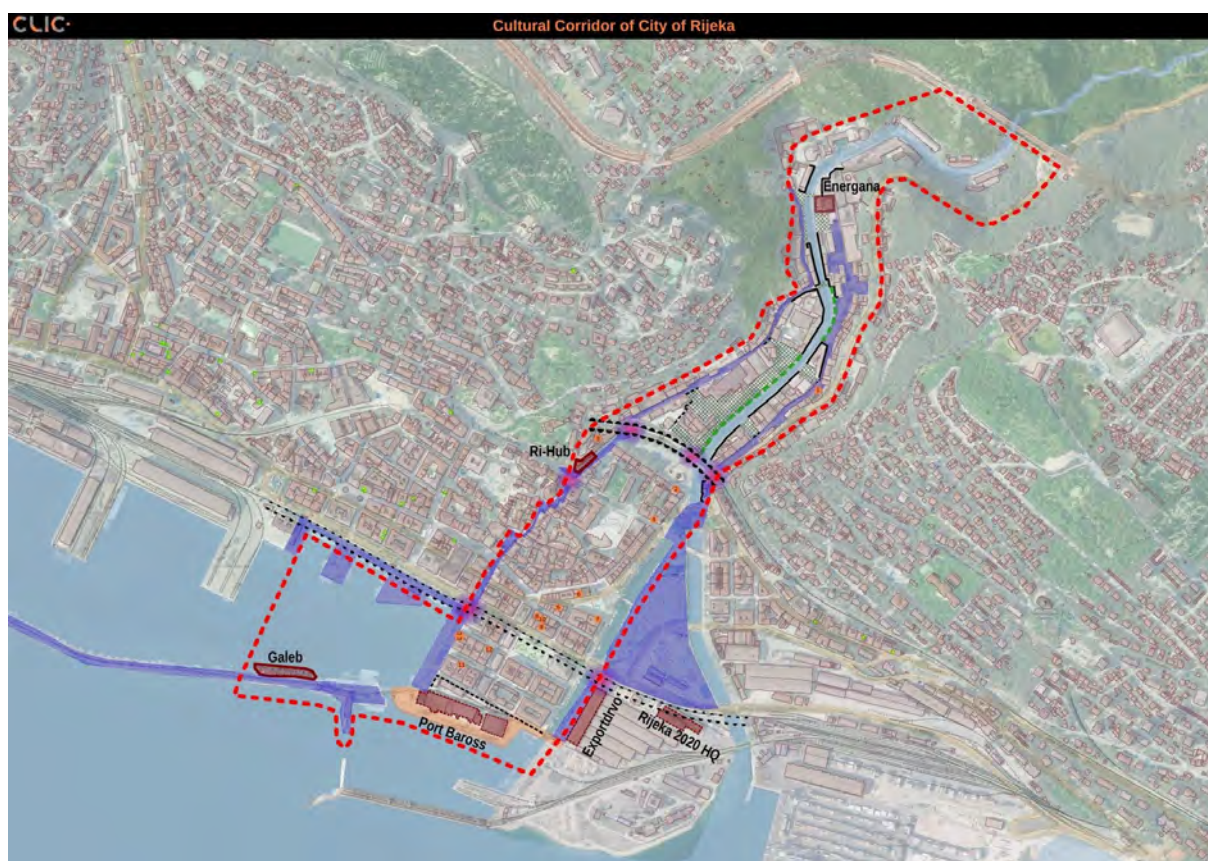 CLIC·
Cultural Corridor of City of Rijeka
Energana
Ri-Hub
Galeb
Port Baross
Exportdrvo
Rijeka 2020 HQ